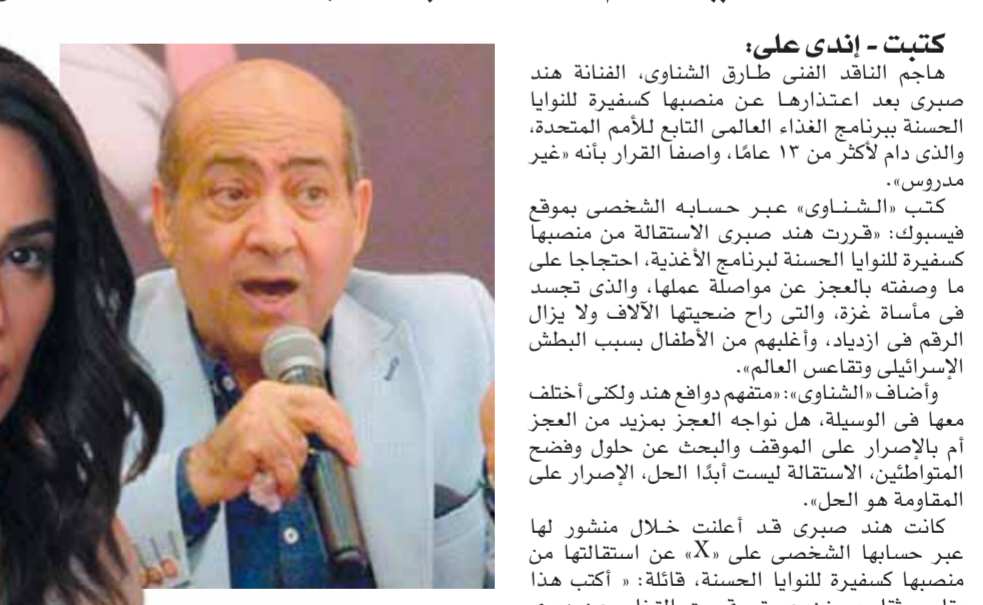 كتبت - إندى على:
هاجم الناقد الفنى طارق الشناوى، الفنانة هند
صبرى بعد اعتذارها عن منصبها كسفيرة للنوايا
الحسنة ببرنامج الغذاء العالمى التابع للأمم المتحدة،
والذى دام لأكثر من ١٣ عامًا، واصفا القرار بأنه «غير
مدروس».
كتب «الشناوى» عبر حسابه الشخصى بموقع
فيسبوك: «قررت هند صبرى الاستقالة من منصبها
كسفيرة للنوايا الحسنة لبرنامج الأغذية، احتجاجا على
ما وصفته بالعجز عن مواصلة عملها، والذى تجسد
فى مأساة غزة، والتى راح ضحيتها الآلاف ولا يزال
الرقم فى ازدياد، وأغلبهم من الأطفال بسبب البطش
الإسرائيلى وتقاعس العالم».
وأضاف «الشناوى»: «متفهم دوافع هند ولكنى أختلف
معها فى الوسيلة، هل نواجه العجز بمزيد من العجز
أم بالإصرار على الموقف والبحث عن حلول وفضح
المتواطئين، الاستقالة ليست أبدًا الحل، الإصرار على
المقاومة هو الحل».
كانت هند صبرى قد أعلنت خلال منشور لها
عبر حسابها الشخصى على «X» عن استقالتها من
منصبها كسفيرة للنوايا الحسنة، قائلة: « أكتب هذا